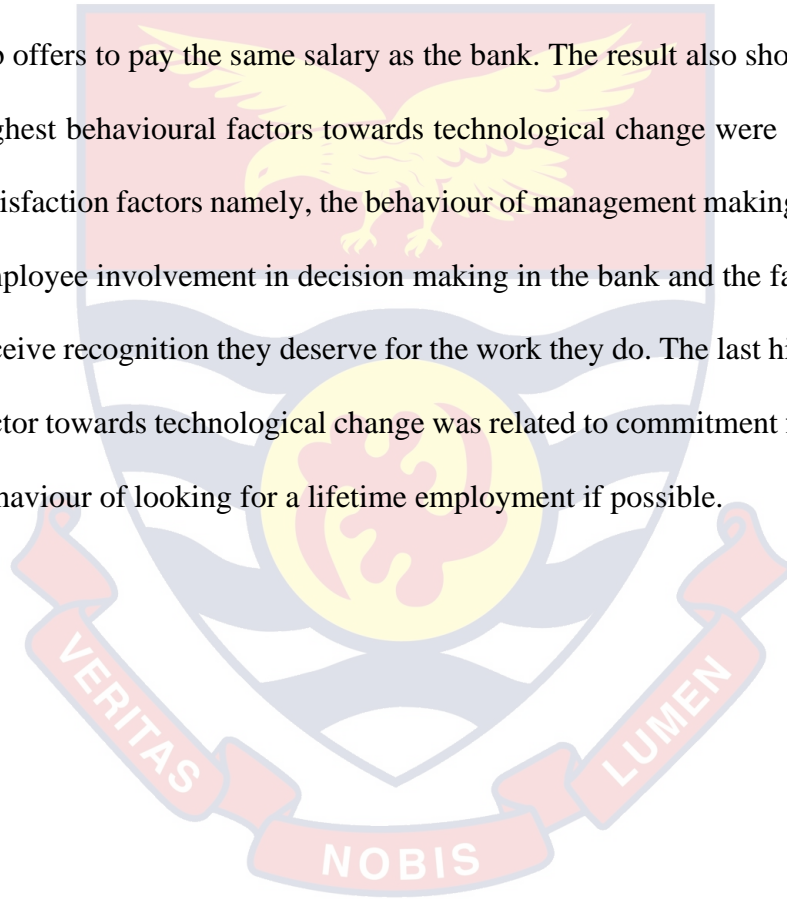 offers to pay the same salary as the bank. The result also sho
ghest behavioural factors towards technological change were
isfaction factors namely, the behaviour of management making
ployee involvement in decision making in the bank and the fa
ceive recognition they deserve for the work they do. The last hi
ctor towards technological change was related to commitment
haviour of looking for a lifetime employment if possible.
VERITAS
NOBIS
LUMEN